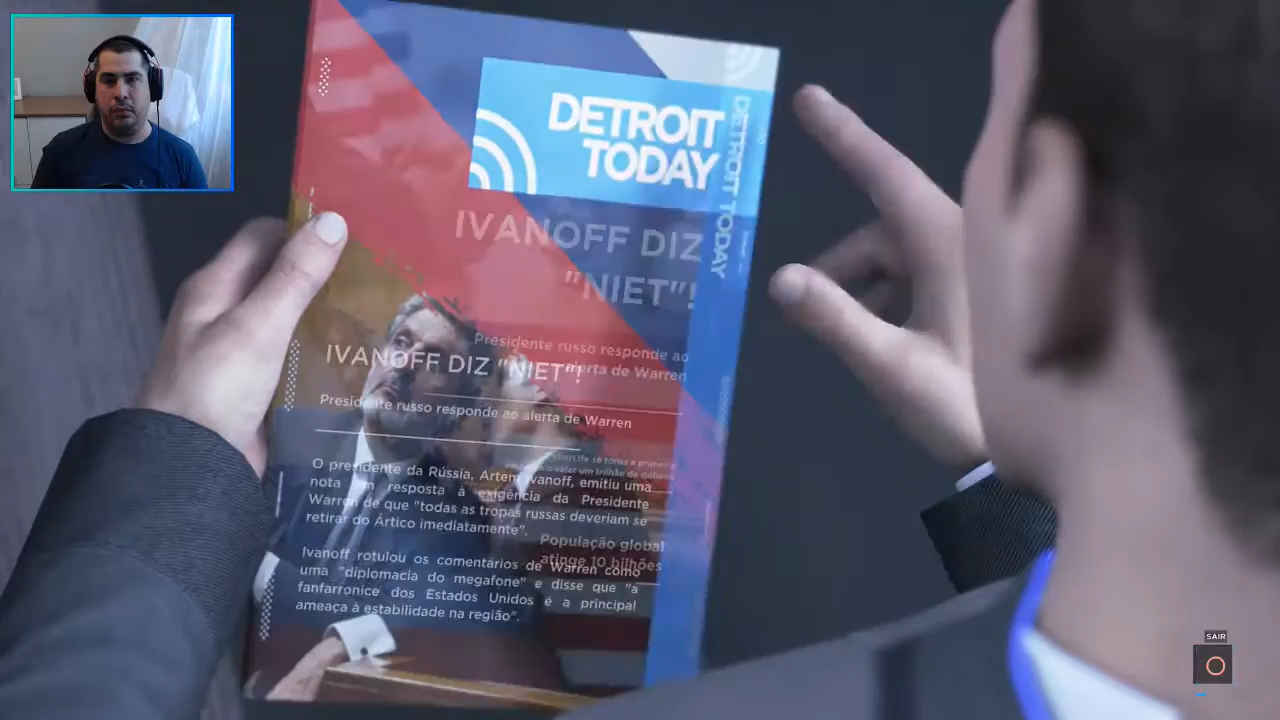 DETROIT
TODAY
DETROIT TODAY
IVANOFF DIZ
"NIET"!
Presidente russo responde ao
alerta de Warren
IVANOFF DIZ "NIET"!
Presidente russo responde ao alerta de Warren
O presidente da Rússia, Artem Ivanoff, emitiu uma
nota em resposta à exigência da Presidente
Warren de que "todas as tropas russas deveriam se
retirar do Ártico imediatamente".
População global
atinge 10 bilhões
Ivanoff rotulou os comentários de Warren como
uma "diplomacia do megafone" e disse que "a
fanfarronice dos Estados Unidos é a principal
ameaça à estabilidade na região".
SAIR